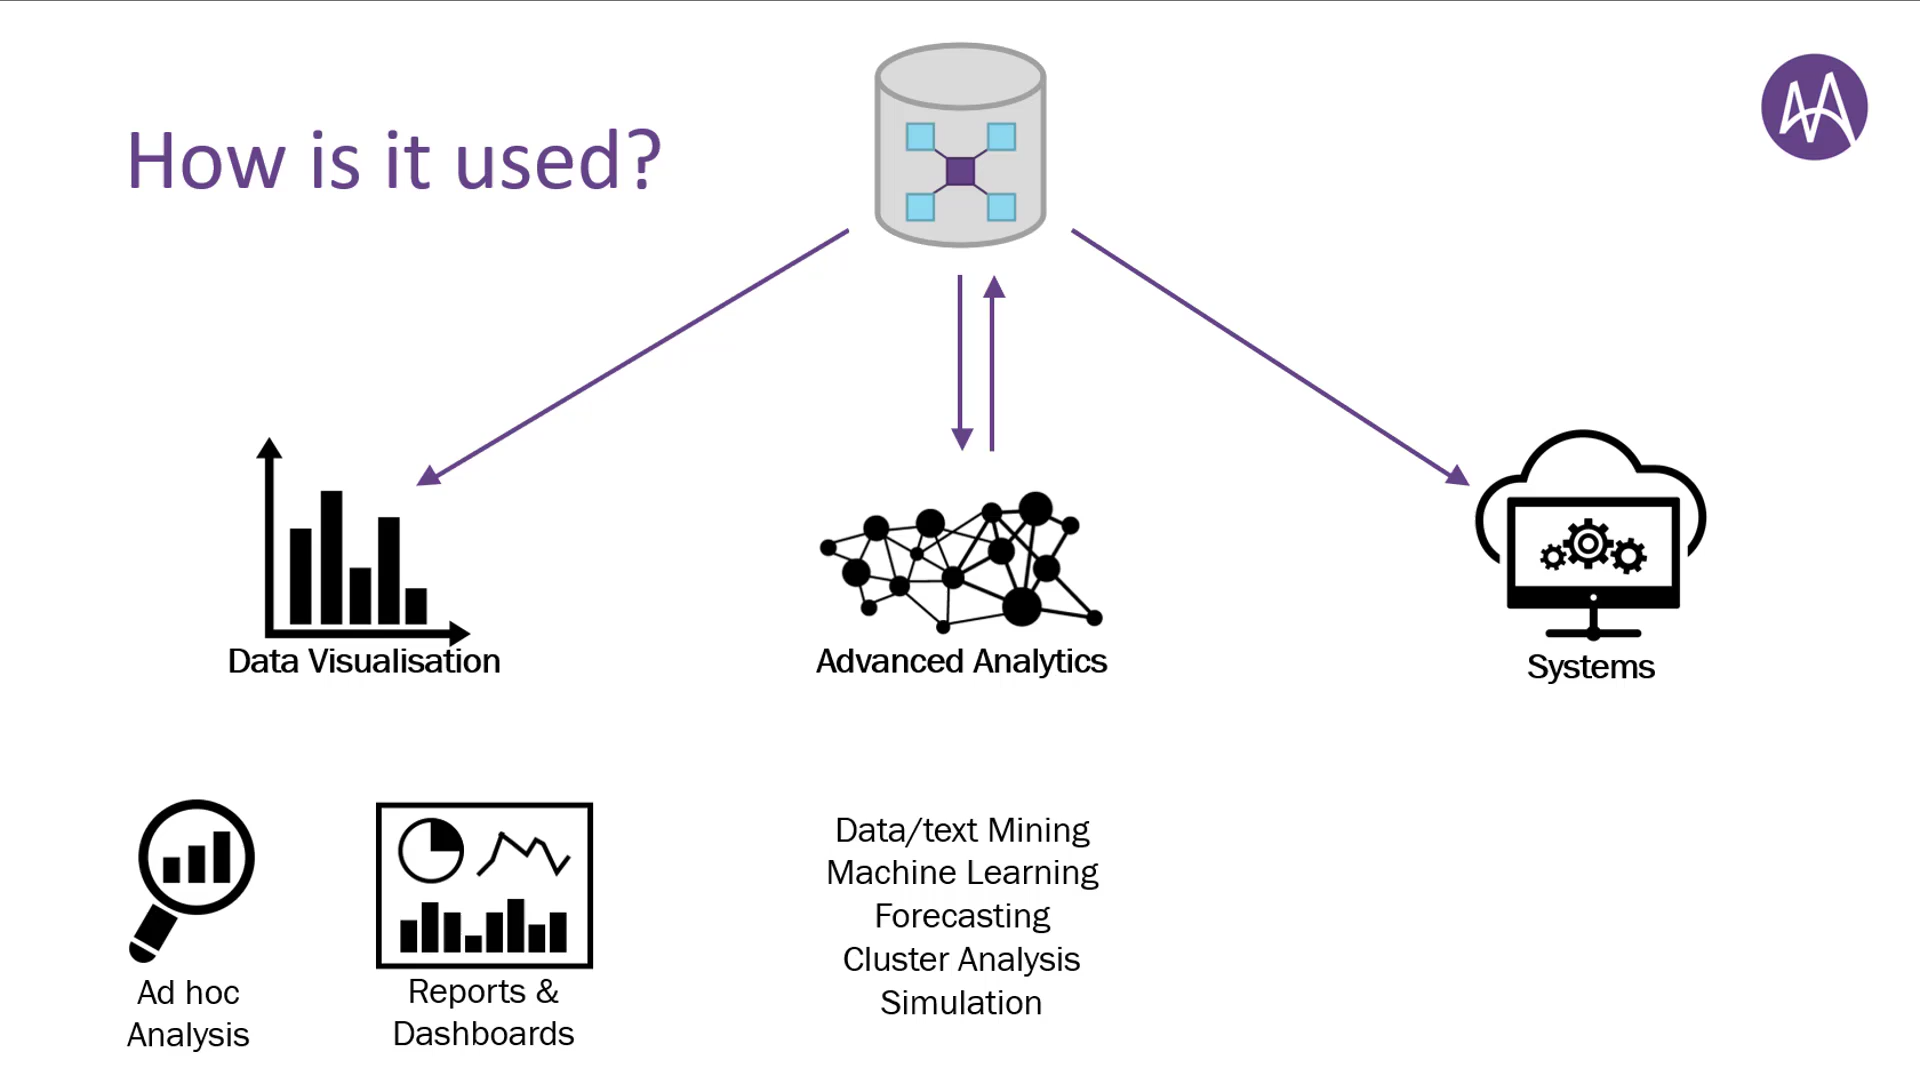 How is it used?
Data Visualisation
Advanced Analytics
Systems
Ad hoc
Analysis
Reports &
Dashboards
Data/text Mining
Machine Learning
Forecasting
Cluster Analysis
Simulation